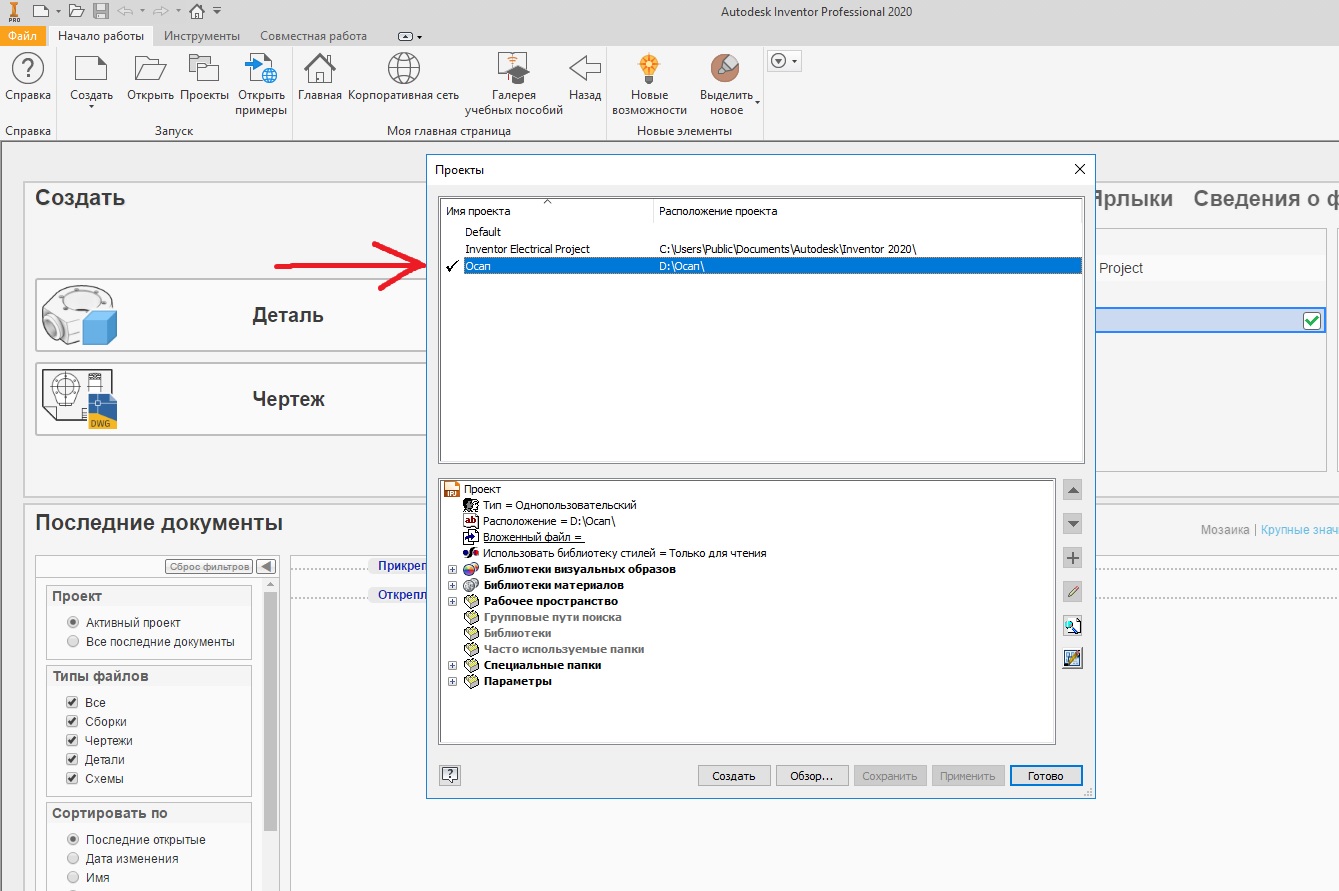 Autodesk Inventor Professional 2020
PRO
Файл
Начало работы
Инструменты
Совместная работа
Справка
Создать
Открыть
Проекты
Открыть
примеры
Главная
Корпоративная сеть
Галерея
учебных пособий
Назад
Новые
возможности
Выделить
новое
Справка
Запуск
Моя главная страница
Новые элементы
Создать
Деталь
Чертеж
DWG
Ярлыки
Сведения о ф
Project
Проекты
Имя проекта
Расположение проекта
Default
Inventor Electrical Project
C:\Users\Public\Documents\Autodesk\Inventor 2020\
Осап
D:\Осап\
IPJ
Проект
Тип = Однопользовательский
ab
Расположение = D:\Осап\
Вложенный файл =
Использовать библиотеку стилей = Только для чтения
Библиотеки визуальных образов
Библиотеки материалов
Рабочее пространство
Групповые пути поиска
Библиотеки
Часто используемые папки
Специальные папки
Параметры
Создать
Обзор...
Сохранить
Применить
Готово
Последние документы
Мозаика | Крупные знач
Сброс фильтров
Прикреп
Открепл
Проект
Активный проект
Все последние документы
Типы файлов
Все
Сборки
Чертежи
Детали
Схемы
Сортировать по
Последние открытые
Дата изменения
Имя